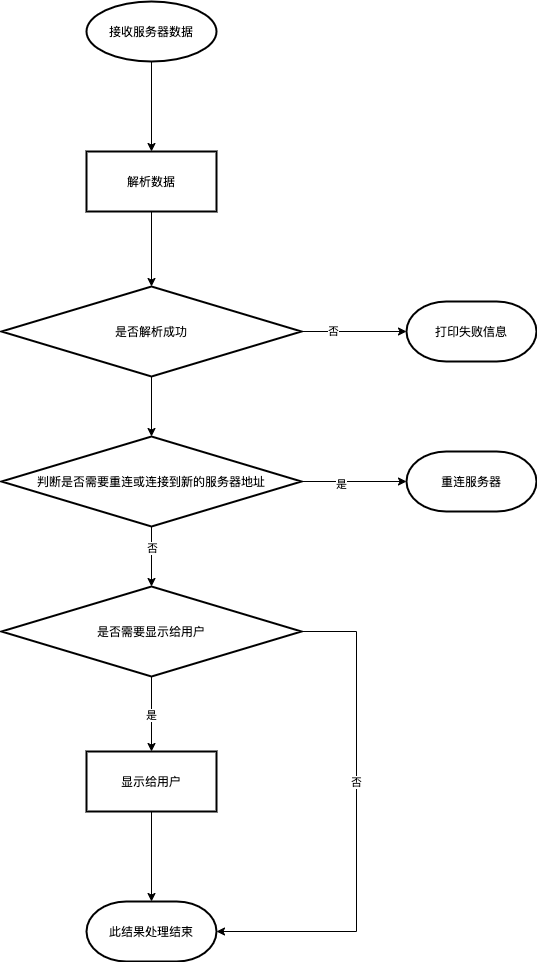 接收服务器数据
解析数据
是否解析成功
否
打印失败信息
判断是否需要重连或连接到新的服务器地址
是
重连服务器
否
是否需要显示给用户
是
显示给用户
否
此结果处理结束